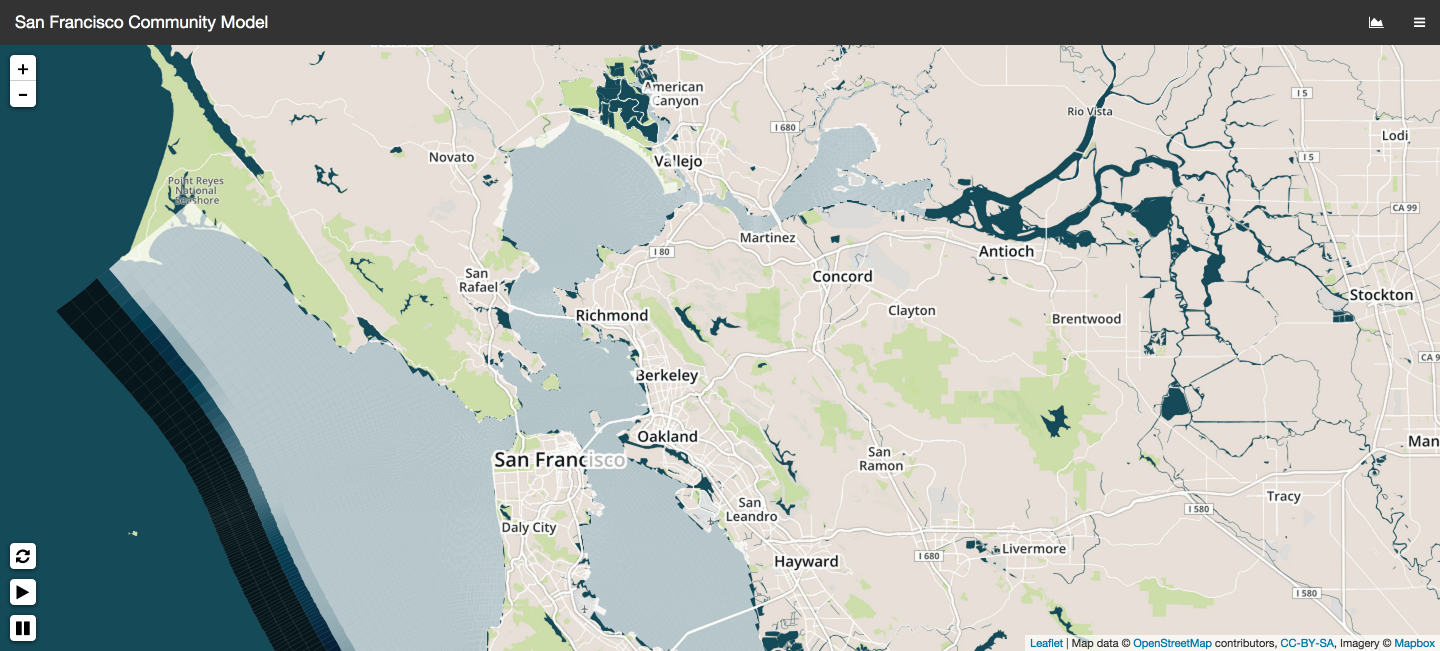 San Francisco Community Model
+
-
American
Canyon
I 5
Rio Vista
I 680
Lodi
Novato
Vallejo
I 5
Point Reyes
National
Seashore
CA 99
Martinez
I 80
Antioch
San
Rafael
Concord
Stockton
Richmond
Clayton
Brentwood
CA 9
Berkeley
Oakland
Man
San Francisco
San
Ramon
Tracy
San
Leandro
I 580
Daly City
Livermore
I 680
Hayward
I 580
Leaflet | Map data © OpenStreetMap contributors, CC-BY-SA, Imagery © Mapbox